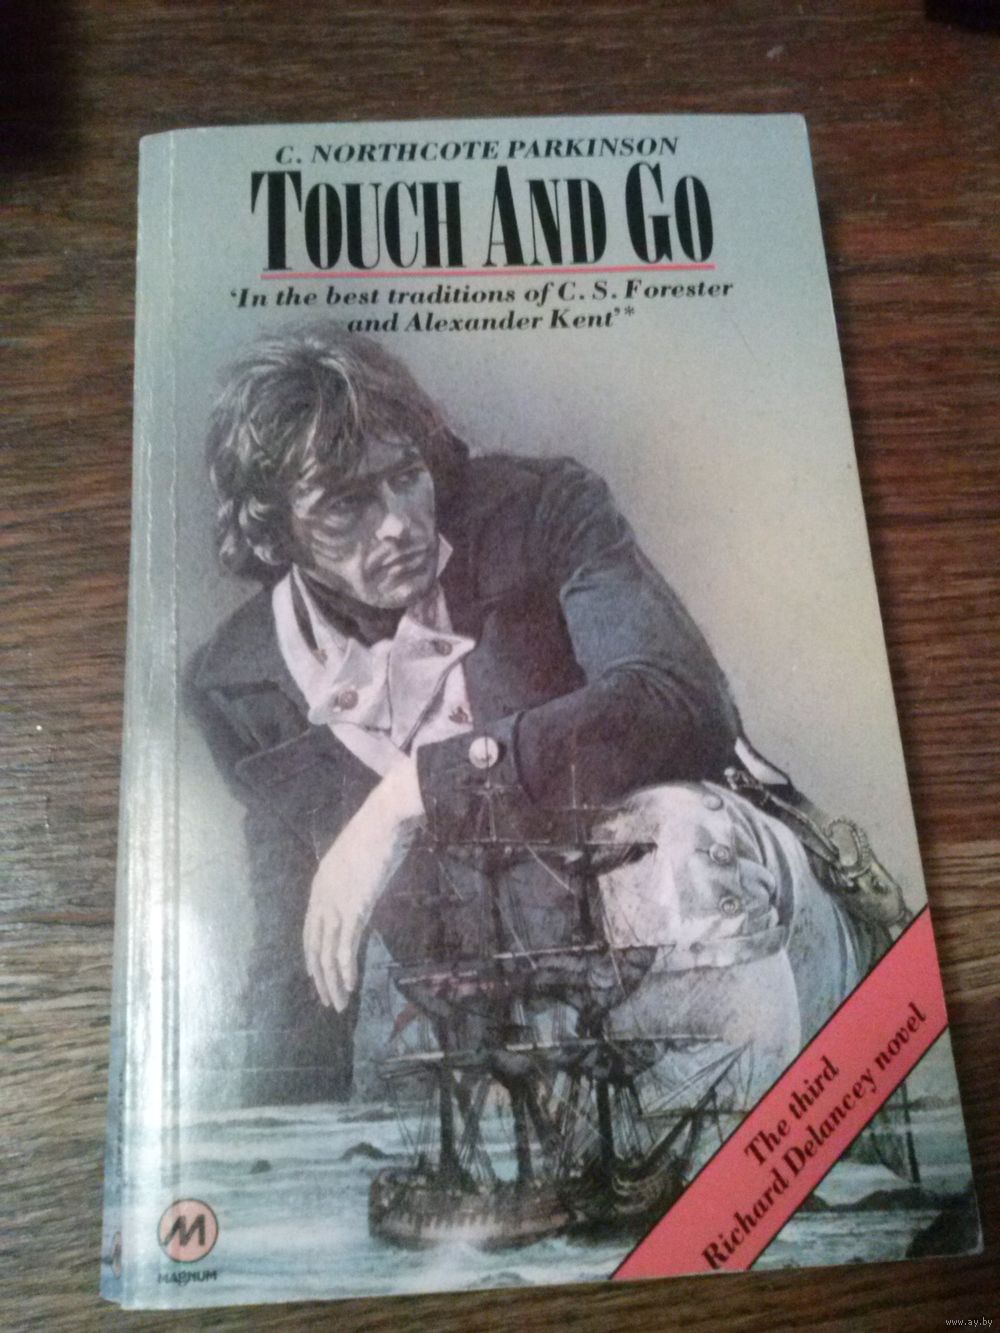 C. NORTHCOTE PARKINSON
TOUCH AND GO
‘In the best traditions of C. S. Forester
and Alexander Kent’*
The third
Richard Delancey novel
M
MAGNUM
www.ay.by